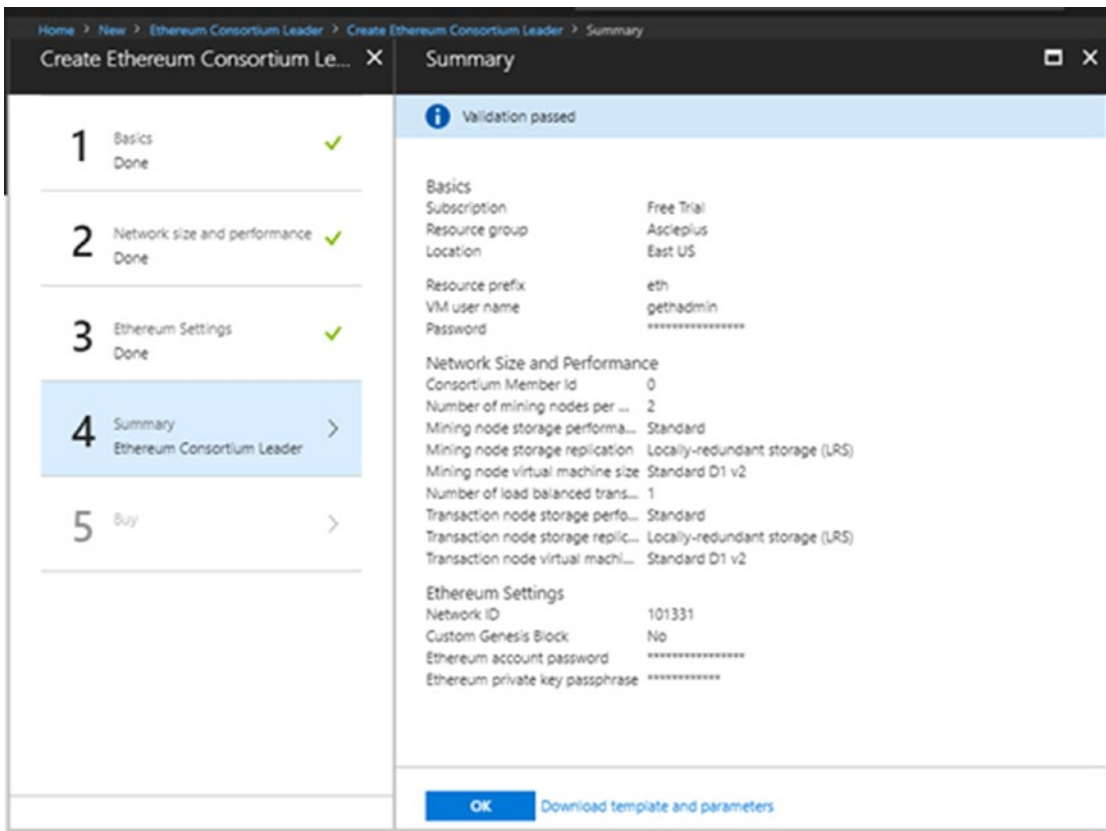 Home > New > Ethereum Consortium Leader > Create Ethereum Consortium Leader > Summary
Create Ethereum Consortium Le... ×
1 Basics
Done
2 Network size and performance
Done
3 Ethereum Settings
Done
4 Summary
Ethereum Consortium Leader
5 Buy
Summary
Validation passed
Basics
Subscription Free Trial
Resource group Asclepius
Location East US
Resource prefix eth
VM user name gethadmin
Password ****************
Network Size and Performance
Consortium Member Id 0
Number of mining nodes per ... 2
Mining node storage performa... Standard
Mining node storage replication Locally-redundant storage (LRS)
Mining node virtual machine size Standard D1 v2
Number of load balanced trans... 1
Transaction node storage perfo... Standard
Transaction node storage replic... Locally-redundant storage (LRS)
Transaction node virtual machi... Standard D1 v2
Ethereum Settings
Network ID 101331
Custom Genesis Block No
Ethereum account password ****************
Ethereum private key passphrase ************
OK Download template and parameters